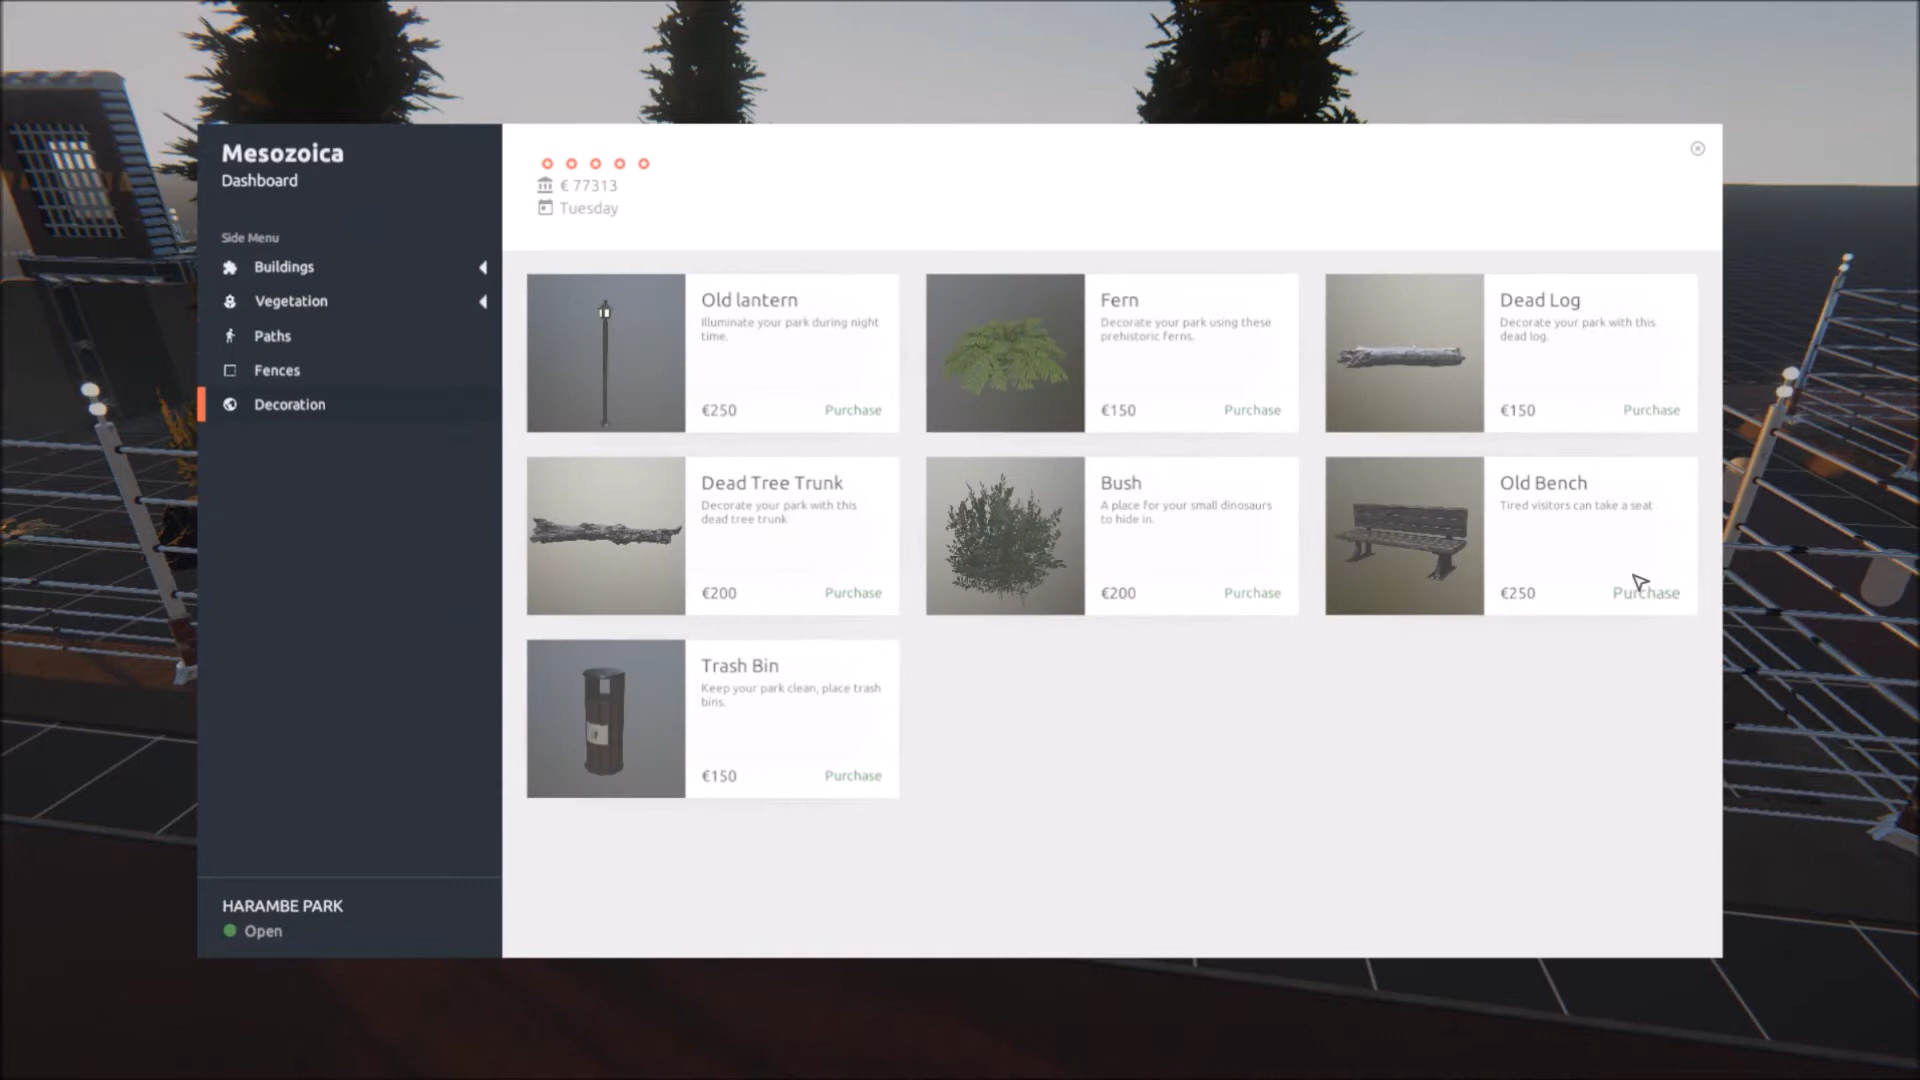 Mesozoica
Dashboard
Side Menu
Buildings
Vegetation
Paths
Fences
Decoration
HARAMBE PARK
Open
€ 77313
Tuesday
Old lantern
Illuminate your park during night
time.
€250 Purchase
Fern
Decorate your park using these
prehistoric ferns.
€150 Purchase
Dead Log
Decorate your park with this
dead log.
€150 Purchase
Dead Tree Trunk
Decorate your park with this
dead tree trunk
€200 Purchase
Bush
A place for your small dinosaurs
to hide in.
€200 Purchase
Old Bench
Tired visitors can take a seat
€250 Purchase
Trash Bin
Keep your park clean, place trash
bins.
€150 Purchase